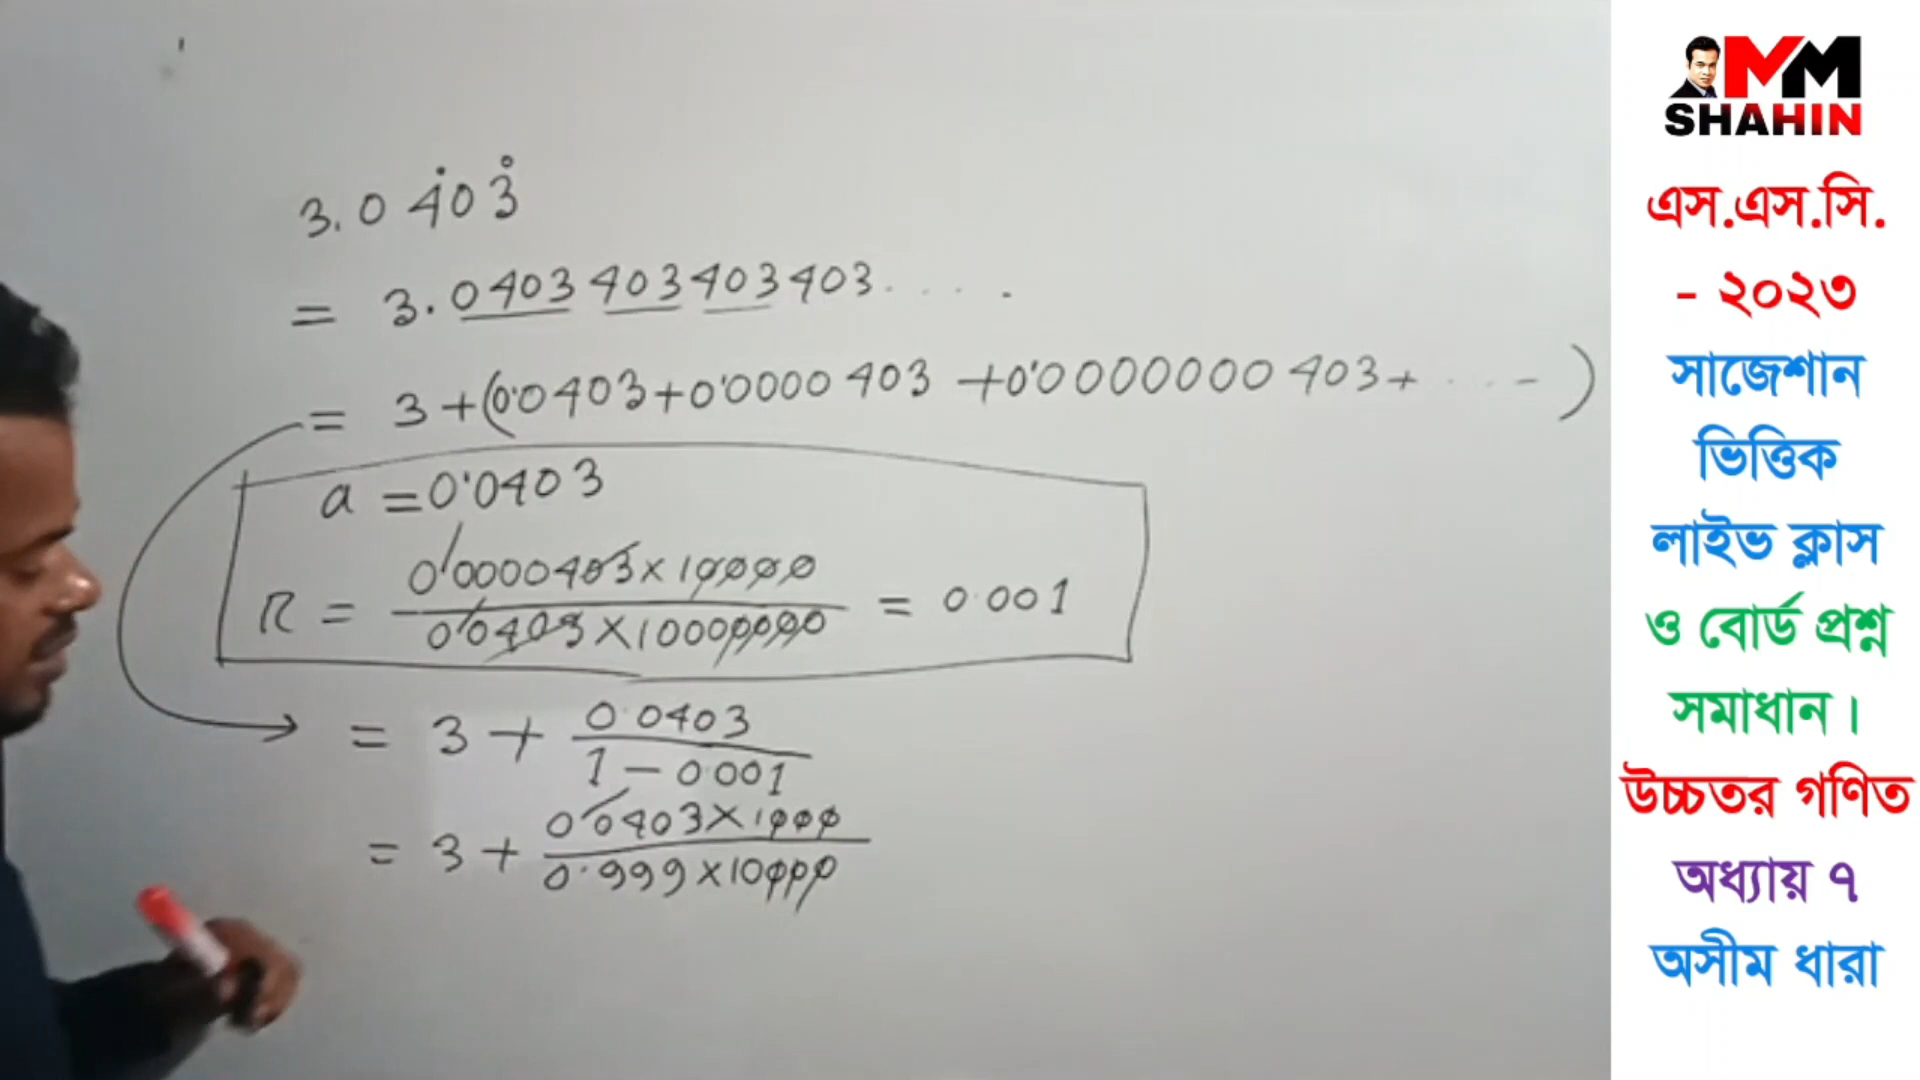 3.04̇03̇
= 3.0403403403403.....
= 3+(0.0403+0.0000403+0.0000000403+....)
a = 0.0403
r = 0.0000403×10000 / 0.0403×10000000 = 0.001
= 3 + 0.0403 / 1-0.001
= 3 + 0.0403×1000 / 0.999×10000
MM
SHAHIN
এস.এস.সি.
- ২০২৩
সাজেশান
ভিত্তিক
লাইভ ক্লাস
ও বোর্ড প্রশ্ন
সমাধান।
উচ্চতর গণিত
অধ্যায় ৭
অসীম ধারা